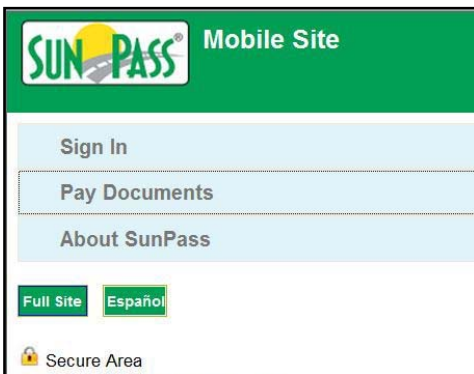 SUNPASS®
Mobile Site
Sign In
Pay Documents
About SunPass
Full Site Español
Secure Area